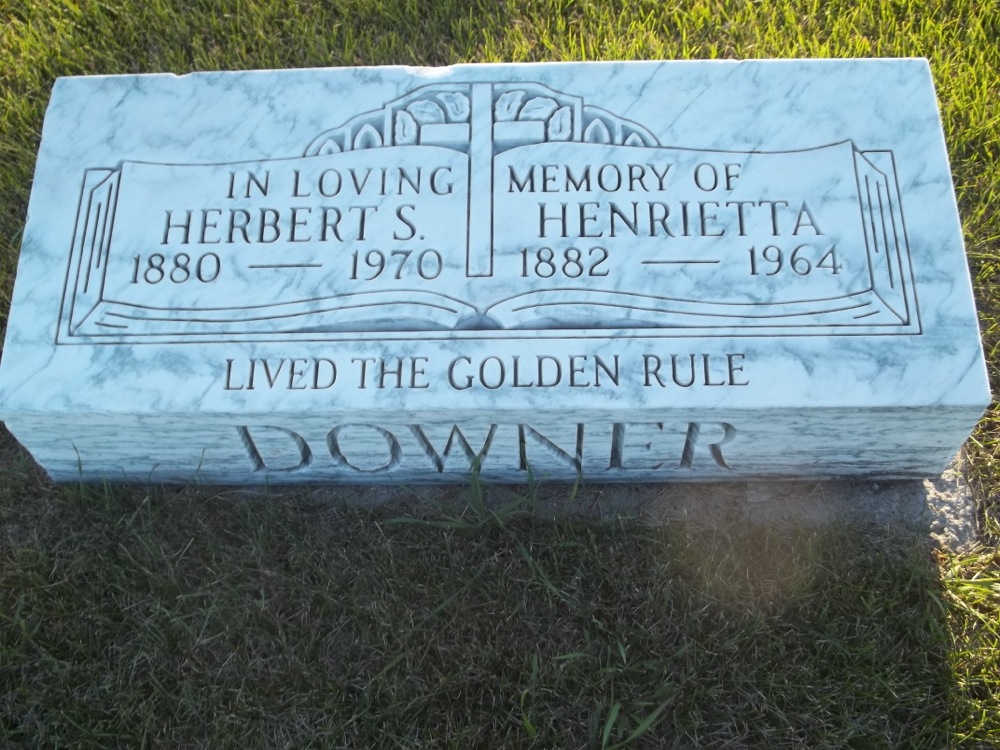 IN LOVING MEMORY OF
HERBERT S. HENRIETTA
1880 — 1970 1882 — 1964
LIVED THE GOLDEN RULE
DOWNER